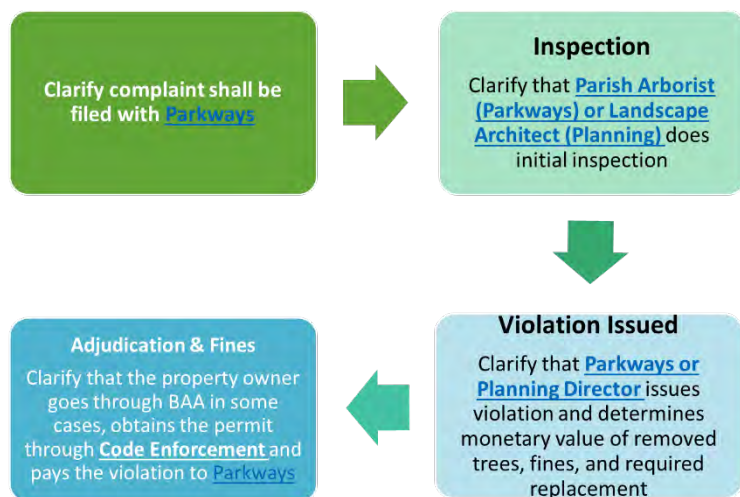 Clarify complaint shall be
filed with Parkways
Inspection
Clarify that Parish Arborist
(Parkways) or Landscape
Architect (Planning) does
initial inspection
Violation Issued
Clarify that Parkways or
Planning Director issues
violation and determines
monetary value of removed
trees, fines, and required
replacement
Adjudication & Fines
Clarify that the property owner
goes through BAA in some
cases, obtains the permit
through Code Enforcement and
pays the violation to Parkways